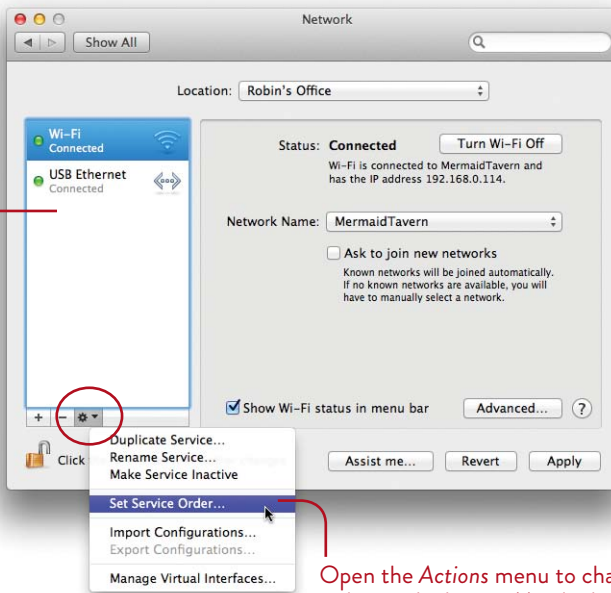 Network
Show All
Location: Robin's Office
Wi-Fi
Connected
USB Ethernet
Connected
Status: Connected
Turn Wi-Fi Off
Wi-Fi is connected to MermaidTavern and
has the IP address 192.168.0.114.
Network Name: MermaidTavern
Ask to join new networks
Known networks will be joined automatically.
If no known networks are available, you will
have to manually select a network.
+ −
Show Wi-Fi status in menu bar
Advanced... ?
Click
Assist me... Revert Apply
Duplicate Service...
Rename Service...
Make Service Inactive
Set Service Order...
Import Configurations...
Export Configurations...
Manage Virtual Interfaces...
Open the Actions menu to cha